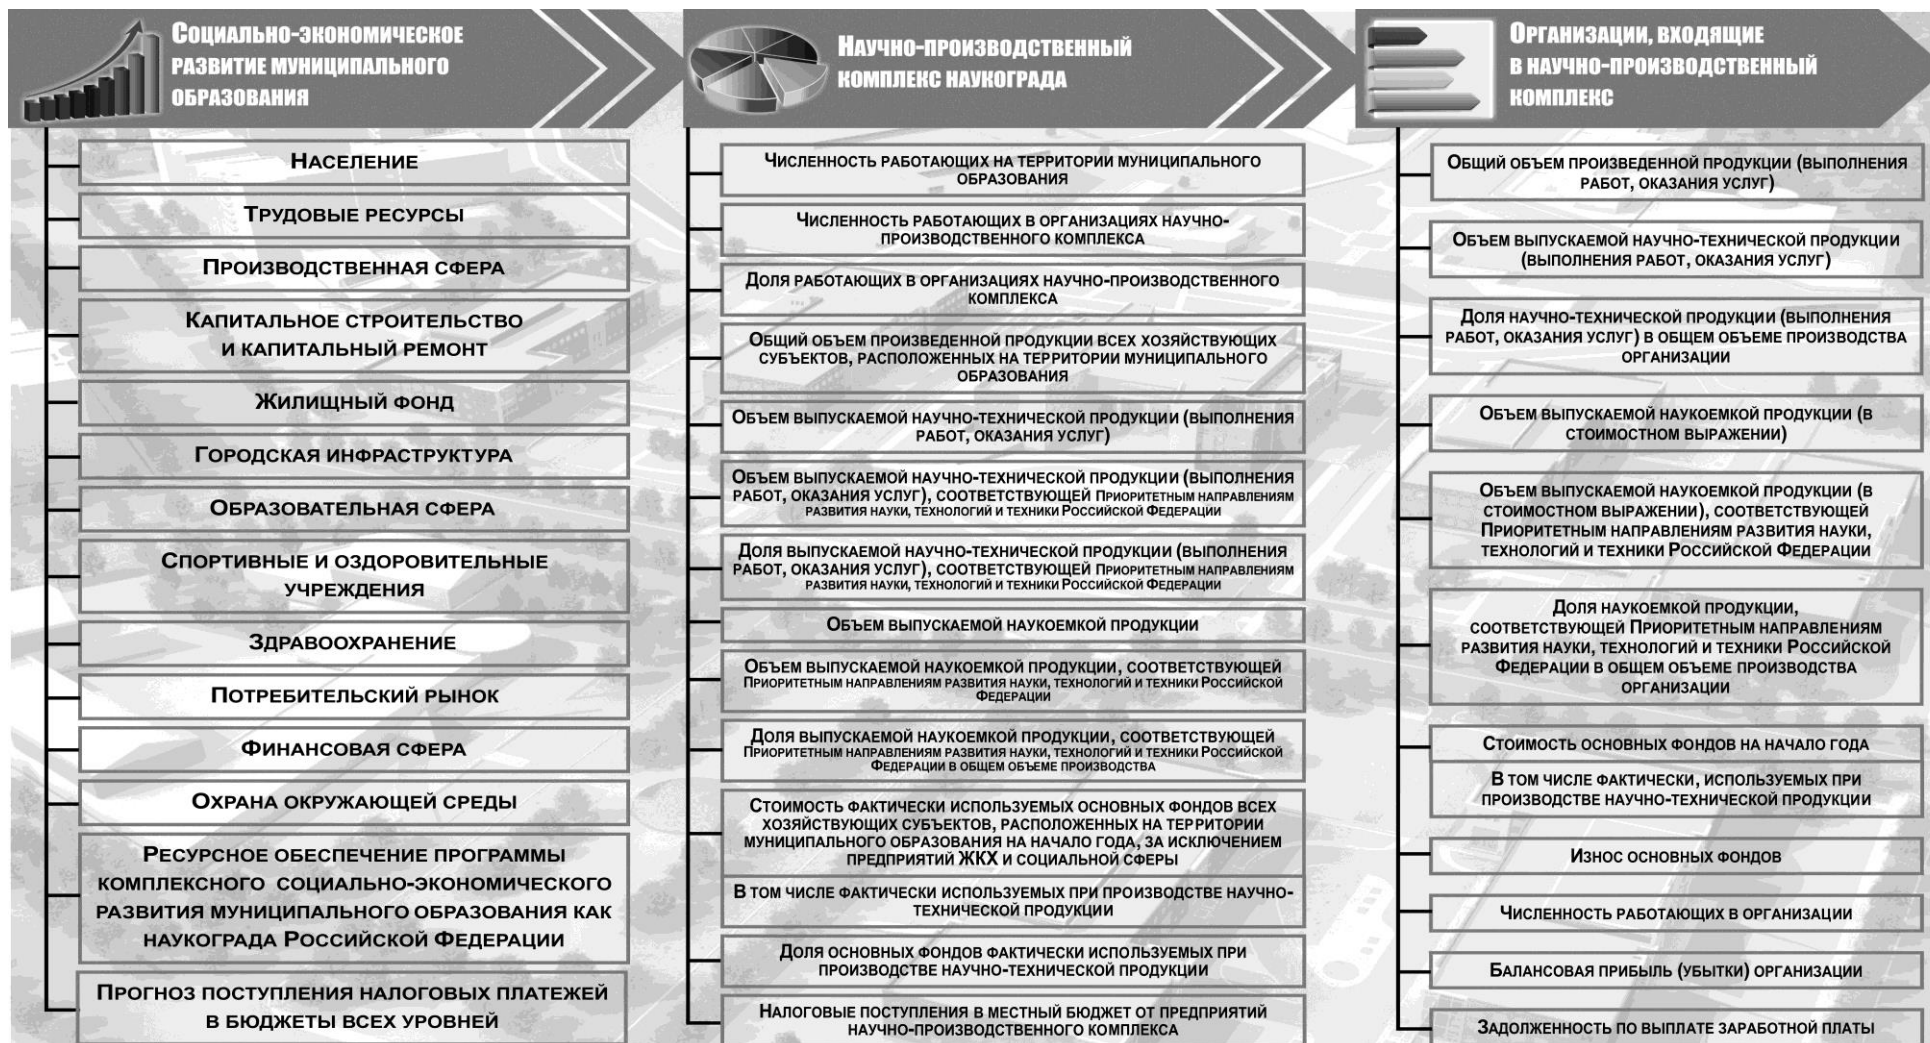 Социально-экономическое
развитие муниципального
образования
Население
Трудовые ресурсы
Производственная сфера
Капитальное строительство
и капитальный ремонт
Жилищный фонд
Городская инфраструктура
Образовательная сфера
Спортивные и оздоровительные
учреждения
Здравоохранение
Потребительский рынок
Финансовая сфера
Охрана окружающей среды
Ресурсное обеспечение программы
комплексного социально-экономического
развития муниципального образования как
наукограда Российской Федерации
Прогноз поступления налоговых платежей
в бюджеты всех уровней
Научно-производственный
комплекс наукограда
Численность работающих на территории муниципального
образования
Численность работающих в организациях научно-
производственного комплекса
Доля работающих в организациях научно-производственного
комплекса
Общий объем произведенной продукции всех хозяйствующих
субъектов, расположенных на территории муниципального
образования
Объем выпускаемой научно-технической продукции (выполнения
работ, оказания услуг)
Объем выпускаемой научно-технической продукции (выполнения
работ, оказания услуг), соответствующей Приоритетным направлениям
развития науки, технологий и техники Российской Федерации
Доля выпускаемой научно-технической продукции (выполнения
работ, оказания услуг), соответствующей Приоритетным направлениям
развития науки, технологий и техники Российской Федерации
Объем выпускаемой наукоемкой продукции
Объем выпускаемой наукоемкой продукции, соответствующей
Приоритетным направлениям развития науки, технологий и техники Российской
Федерации
Доля выпускаемой наукоемкой продукции, соответствующей
Приоритетным направлениям развития науки, технологий и техники Российской
Федерации в общем объеме производства
Стоимость фактически используемых основных фондов всех
хозяйствующих субъектов, расположенных на территории
муниципального образования на начало года, за исключением
предприятий ЖКХ и социальной сферы
В том числе фактически используемых при производстве научно-
технической продукции
Доля основных фондов фактически используемых при
производстве научно-технической продукции
Налоговые поступления в местный бюджет от предприятий
научно-производственного комплекса
Организации, входящие
в научно-производственный
комплекс
Общий объем произведенной продукции (выполнения
работ, оказания услуг)
Объем выпускаемой научно-технической продукции
(выполнения работ, оказания услуг)
Доля научно-технической продукции (выполнения
работ, оказания услуг) в общем объеме производства
организации
Объем выпускаемой наукоемкой продукции (в
стоимостном выражении)
Объем выпускаемой наукоемкой продукции (в
стоимостном выражении), соответствующей
Приоритетным направлениям развития науки,
технологий и техники Российской Федерации
Доля наукоемкой продукции,
соответствующей Приоритетным направлениям
развития науки, технологий и техники Российской
Федерации в общем объеме производства
организации
Стоимость основных фондов на начало года
В том числе фактически, используемых при
производстве научно-технической продукции
Износ основных фондов
Численность работающих в организации
Балансовая прибыль (убытки) организации
Задолженность по выплате заработной платы